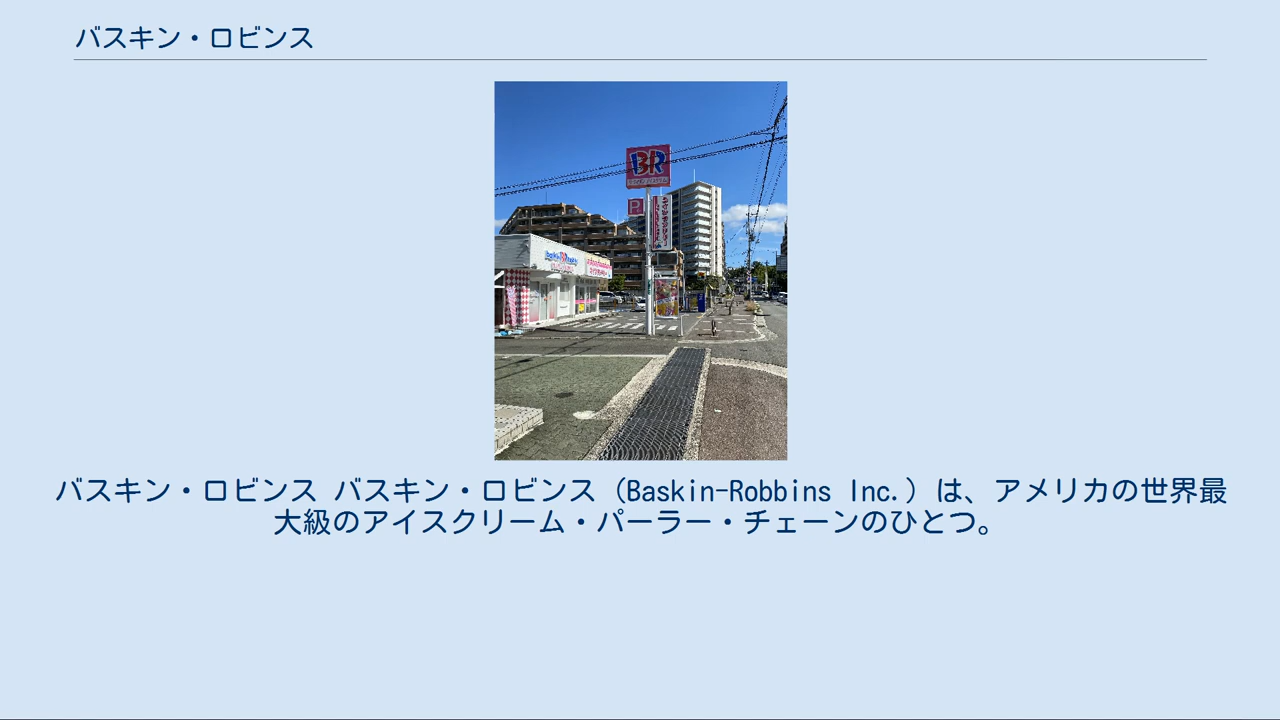 バスキン・ロビンス
BR
P
バスキン・ロビンス バスキン・ロビンス（Baskin-Robbins Inc.）は、アメリカの世界最
大級のアイスクリーム・パーラー・チェーンのひとつ。